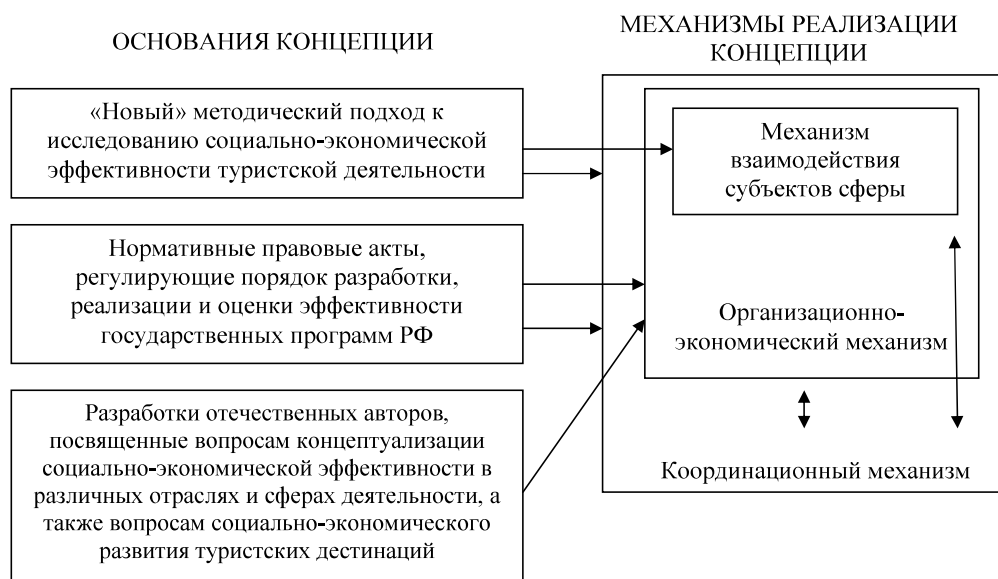 ОСНОВАНИЯ КОНЦЕПЦИИ
«Новый» методический подход к
исследованию социально-экономической
эффективности туристской деятельности
Нормативные правовые акты,
регулирующие порядок разработки,
реализации и оценки эффективности
государственных программ РФ
Разработки отечественных авторов,
посвященные вопросам концептуализации
социально-экономической эффективности в
различных отраслях и сферах деятельности, а
также вопросам социально-экономического
развития туристских дестинаций
МЕХАНИЗМЫ РЕАЛИЗАЦИИ
КОНЦЕПЦИИ
Механизм
взаимодействия
субъектов сферы
Организационно-
экономический механизм
Координационный механизм